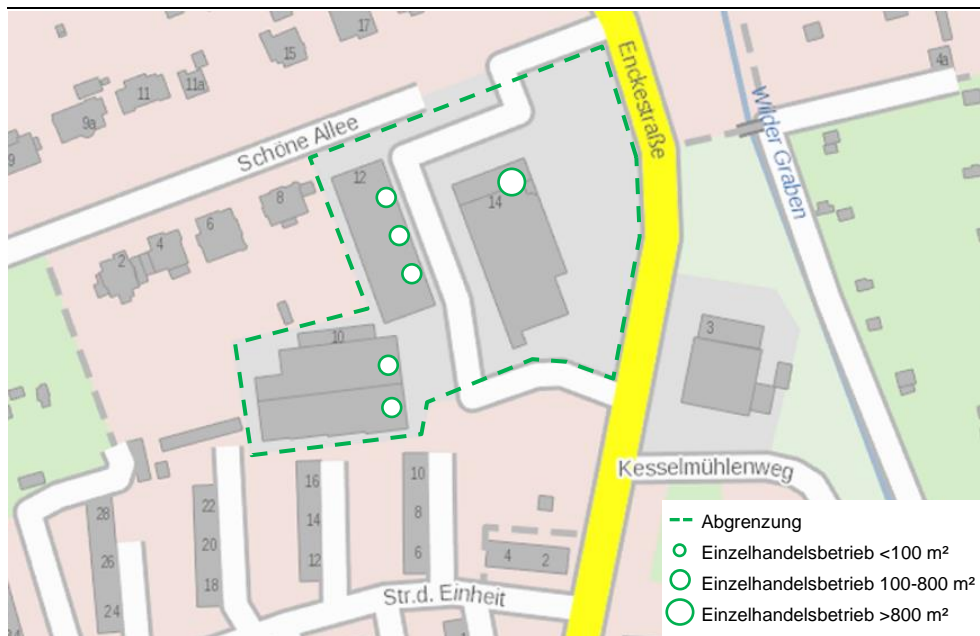 17
15
11a
11
9a
9
4a
Enckestraße
Wilder Graben
Schöne Allee
12
14
8
6
4
2
10
3
Kesselmühlenweg
28
26
24
22
20
18
16
14
12
10
8
6
4 2
Str.d. Einheit
Abgrenzung
Einzelhandelsbetrieb <100 m²
Einzelhandelsbetrieb 100-800 m²
Einzelhandelsbetrieb >800 m²